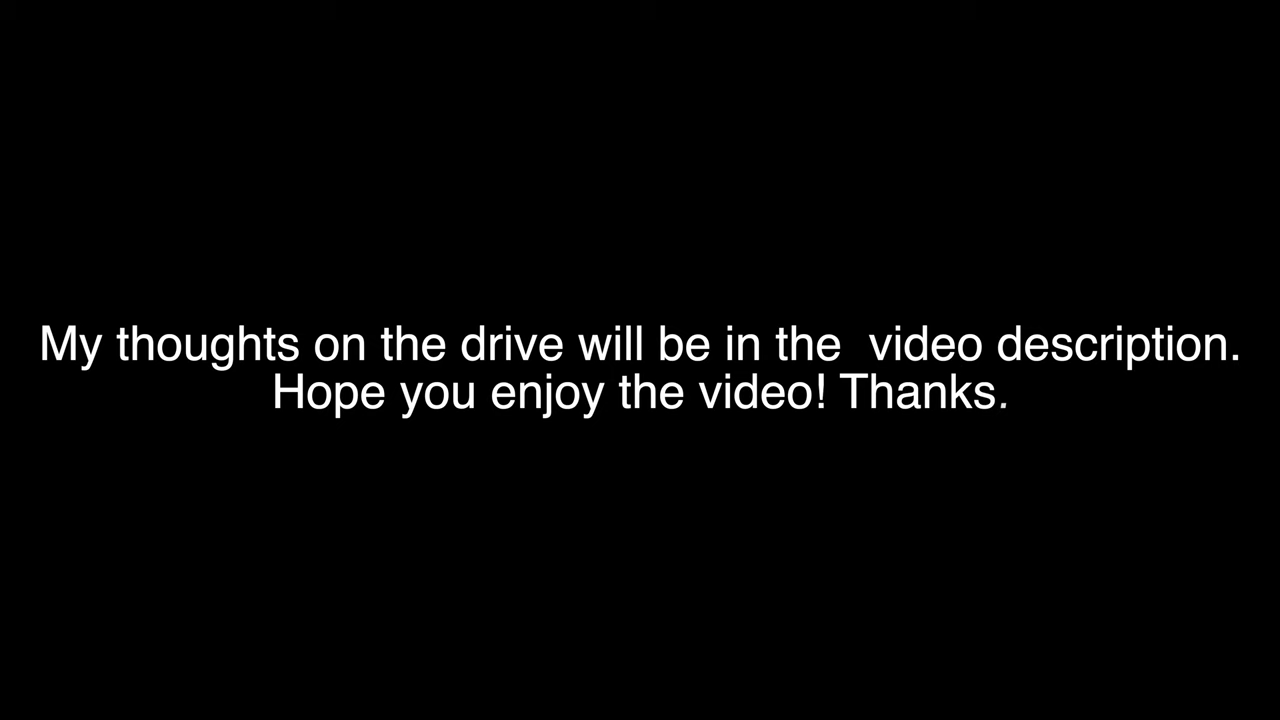 My thoughts on the drive will be in the  video description.
Hope you enjoy the video! Thanks.